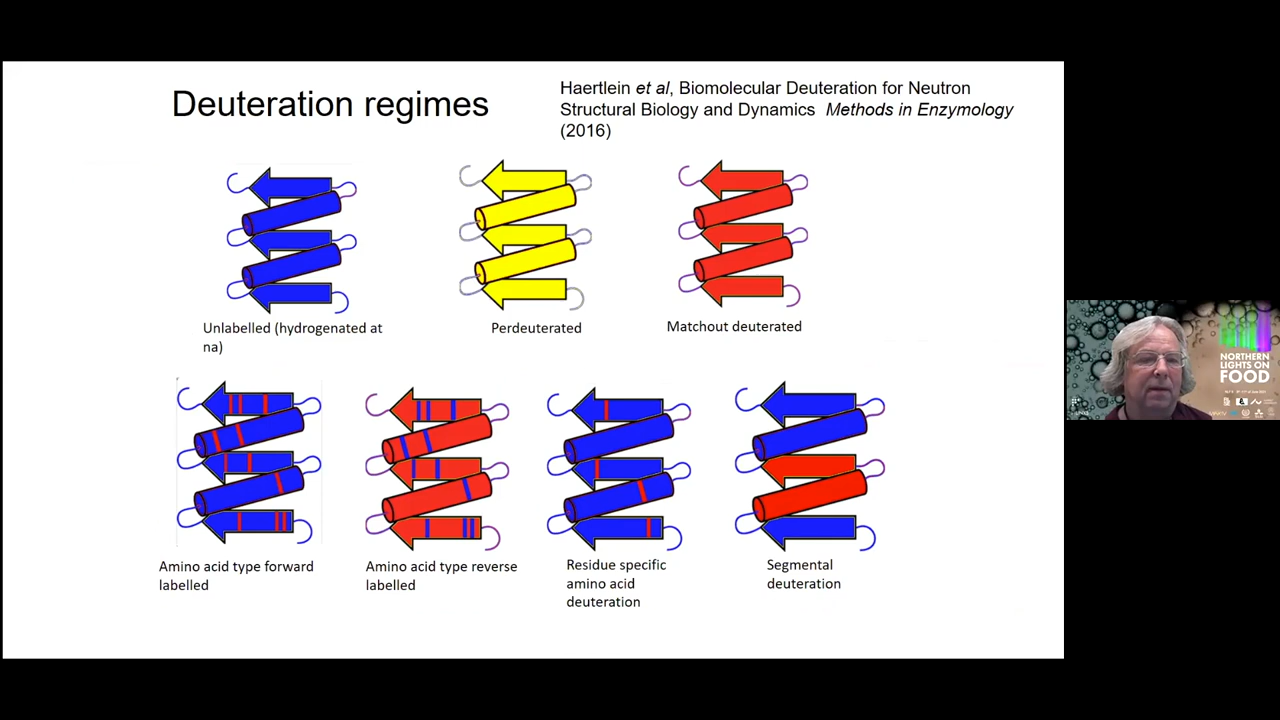 Deuteration regimes
Haertlein et al, Biomolecular Deuteration for Neutron
Structural Biology and Dynamics Methods in Enzymology
(2016)
Unlabelled (hydrogenated at
na)
Perdeuterated
Matchout deuterated
Amino acid type forward
labelled
Amino acid type reverse
labelled
Residue specific
amino acid
deuteration
Segmental
deuteration
NORTHERN
LIGHTS ON
FOOD